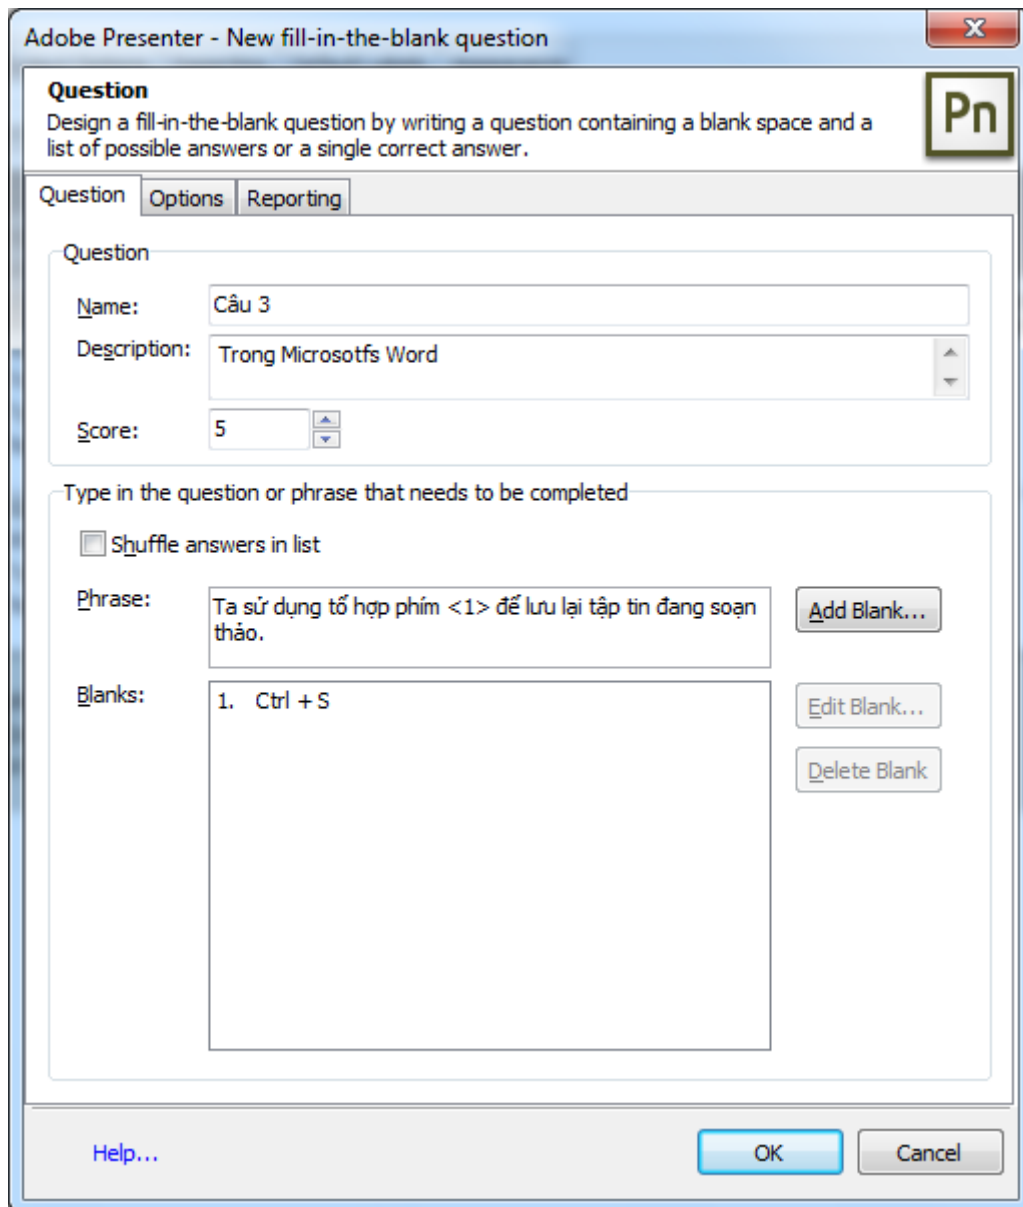 Adobe Presenter - New fill-in-the-blank question
x
Question
Design a fill-in-the-blank question by writing a question containing a blank space and a
list of possible answers or a single correct answer.
Pn
Question Options Reporting
Question
Name: Câu 3
Description: Trong Microsotfs Word
Score: 5
Type in the question or phrase that needs to be completed
Shuffle answers in list
Phrase: Ta sử dụng tổ hợp phím <1> để lưu lại tập tin đang soạn
thảo.
Add Blank...
Blanks: 1. Ctrl + S
Edit Blank...
Delete Blank
Help... OK Cancel